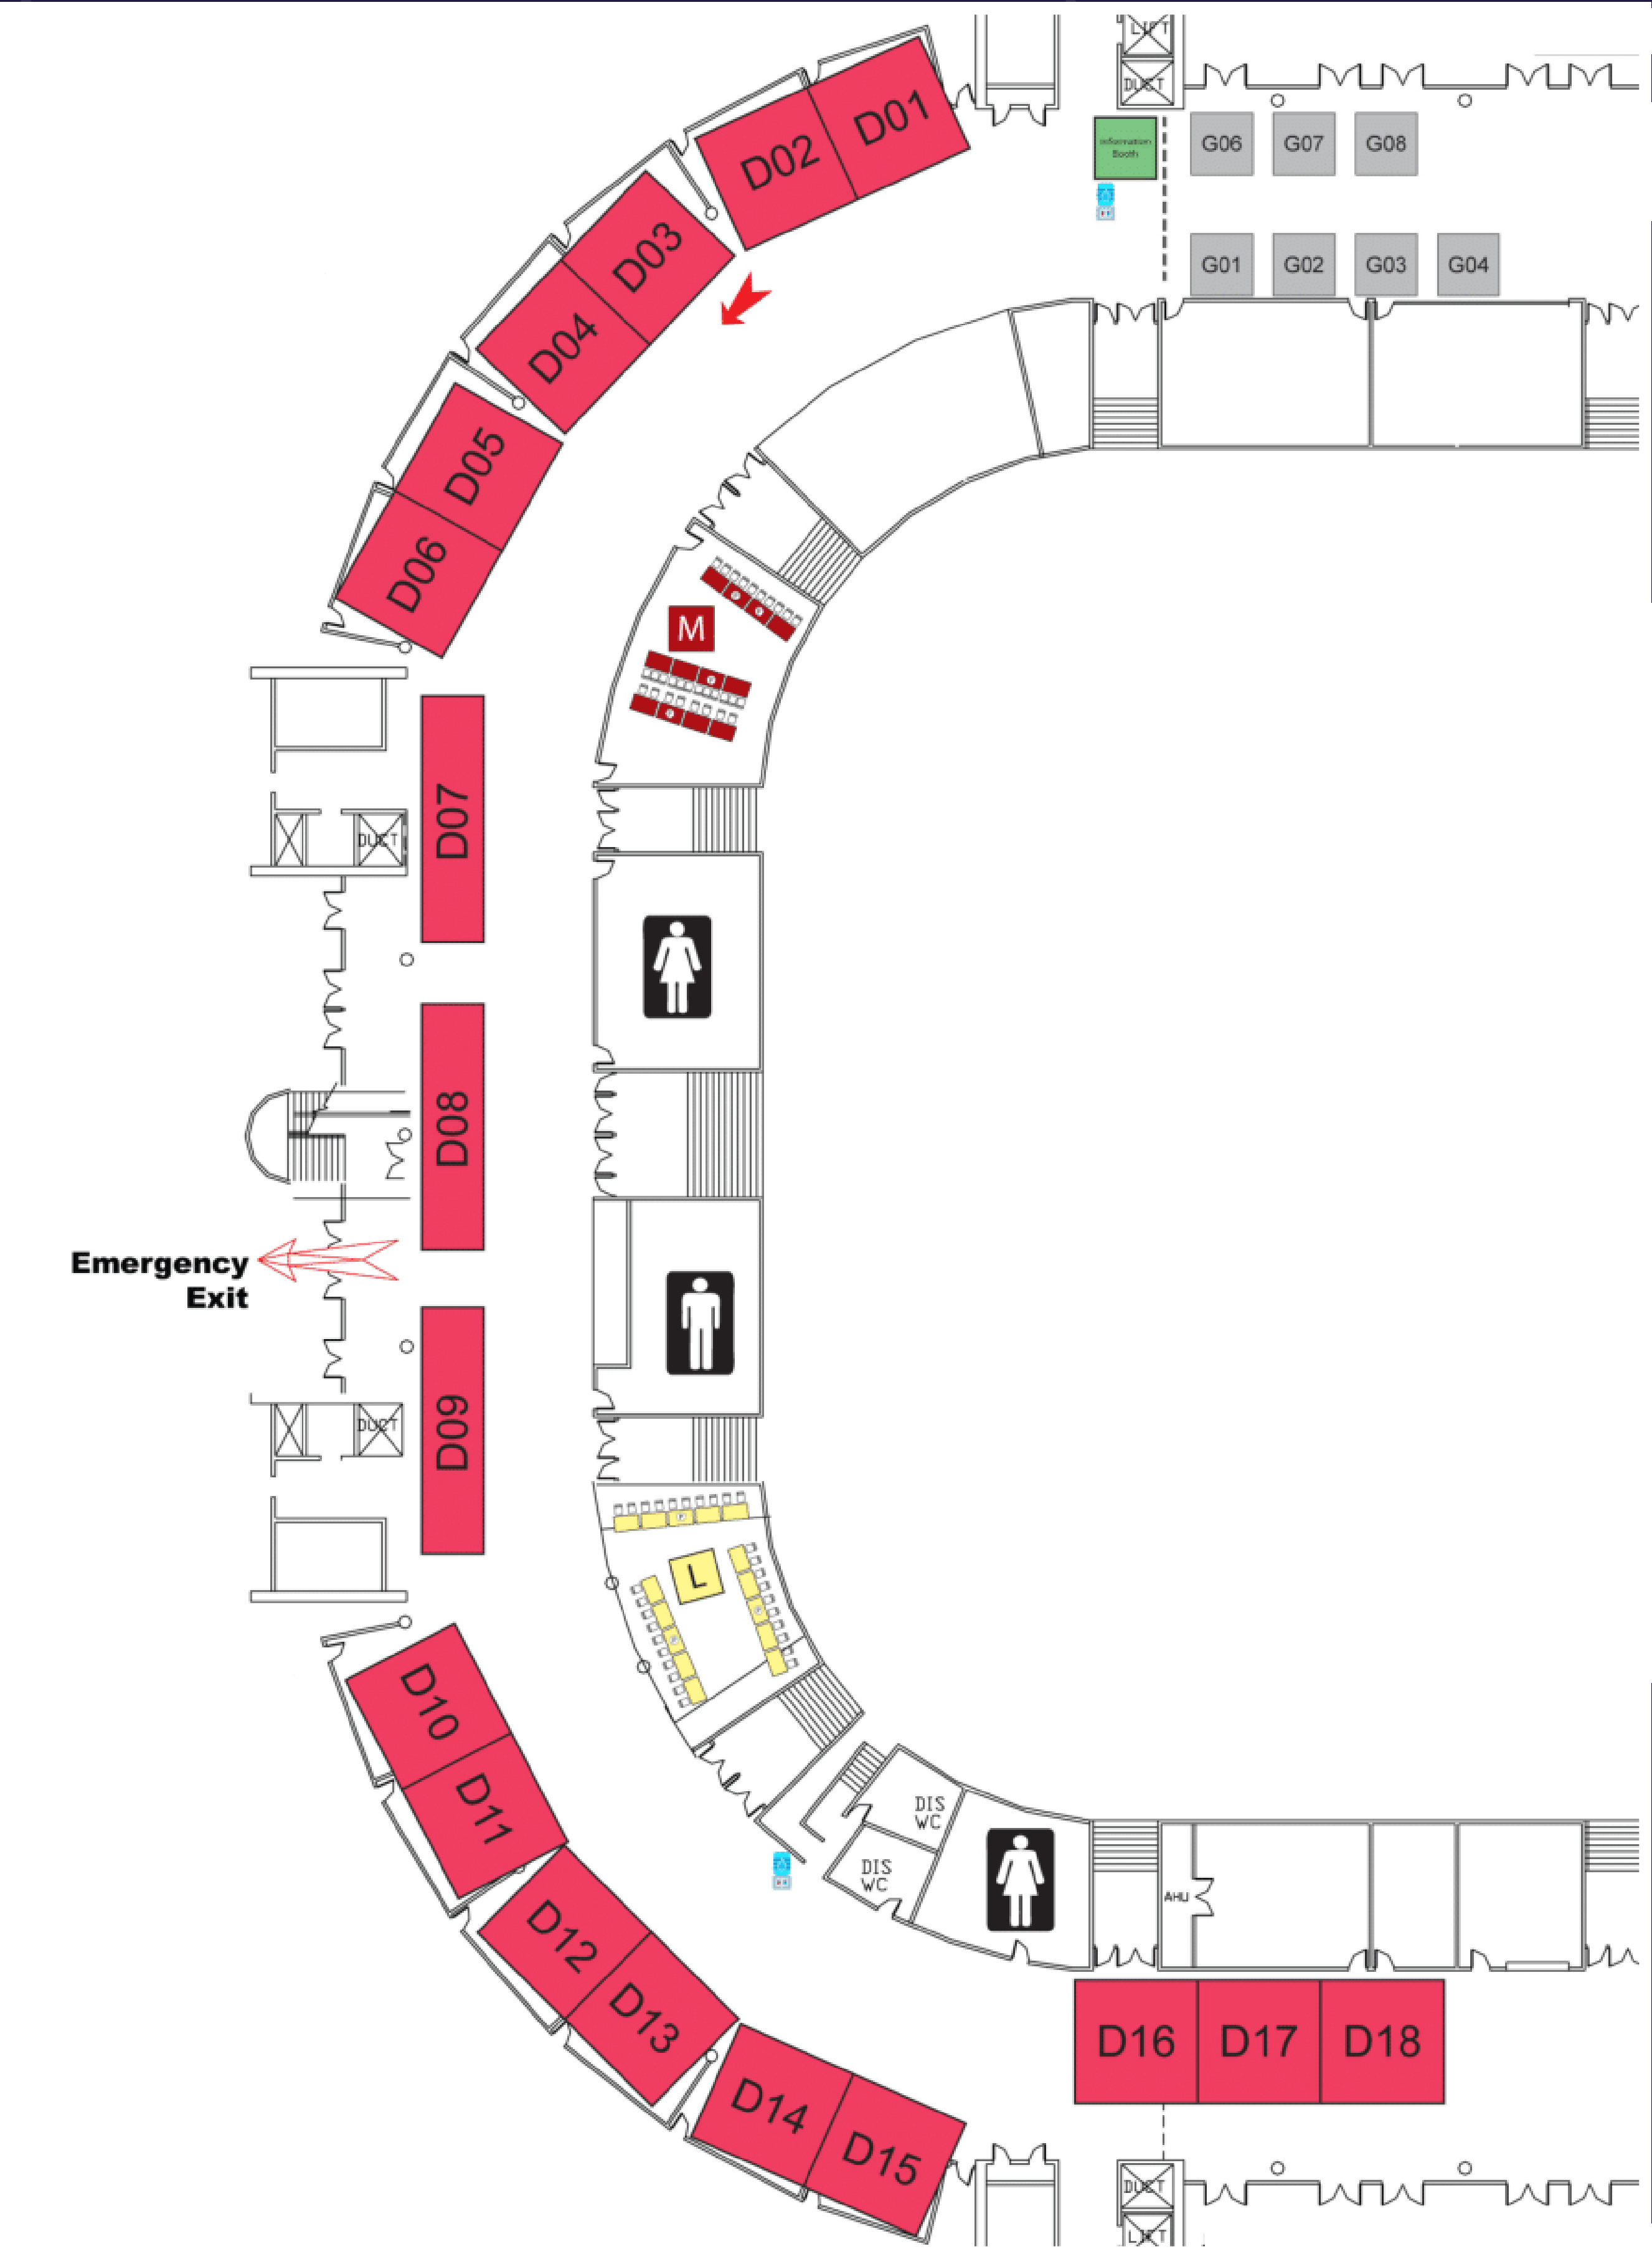 LIFT
DUCT
D01
D02
Information
Booth
G06
G07
G08
D03
G01
G02
G03
G04
D04
D05
D06
M
D07
DUCT
D08
Emergency
Exit
D09
DUCT
L
D10
D11
DIS
WC
DIS
WC
AHU
D12
D13
D16
D17
D18
D14
D15
DUCT
LIFT